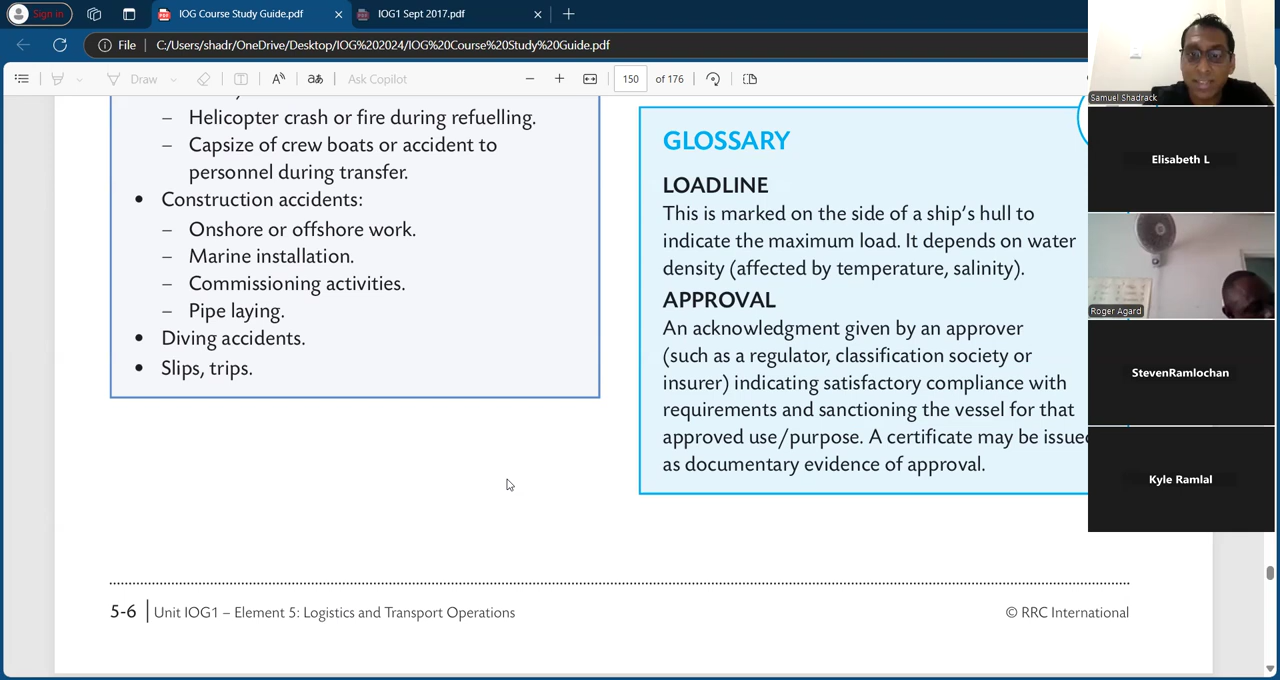 Sign in
IOG Course Study Guide.pdf
IOG1 Sept 2017.pdf
File
C:/Users/shadr/OneDrive/Desktop/IOG%202024/IOG%20Course%20Study%20Guide.pdf
Draw
Ask Copilot
150 of 176
– Helicopter crash or fire during refuelling.
– Capsize of crew boats or accident to
personnel during transfer.
• Construction accidents:
– Onshore or offshore work.
– Marine installation.
– Commissioning activities.
– Pipe laying.
• Diving accidents.
• Slips, trips.
GLOSSARY
LOADLINE
This is marked on the side of a ship's hull to
indicate the maximum load. It depends on water
density (affected by temperature, salinity).
APPROVAL
An acknowledgment given by an approver
(such as a regulator, classification society or
insurer) indicating satisfactory compliance with
requirements and sanctioning the vessel for that
approved use/purpose. A certificate may be issued
as documentary evidence of approval.
5-6 | Unit IOG1 – Element 5: Logistics and Transport Operations
© RRC International
Samuel Shadrack
Elisabeth L
Roger Agard
StevenRamlochan
Kyle Ramlal